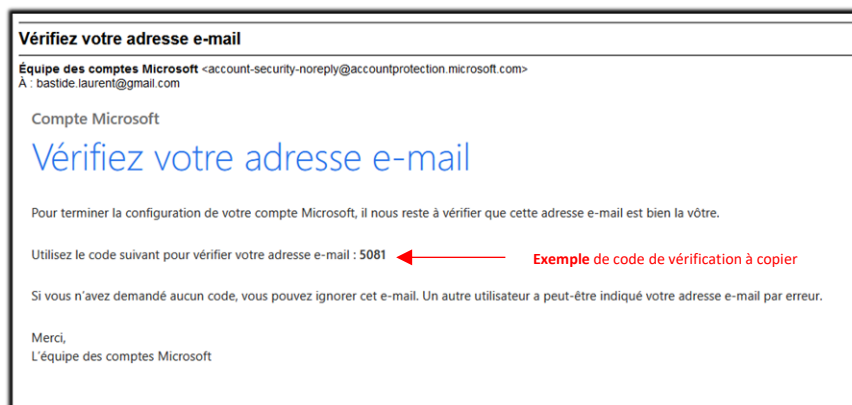 Vérifiez votre adresse e-mail
Équipe des comptes Microsoft <account-security-noreply@accountprotection.microsoft.com>
À : bastide.laurent@gmail.com
Compte Microsoft
Vérifiez votre adresse e-mail
Pour terminer la configuration de votre compte Microsoft, il nous reste à vérifier que cette adresse e-mail est bien la vôtre.
Utilisez le code suivant pour vérifier votre adresse e-mail : 5081
Exemple de code de vérification à copier
Si vous n'avez demandé aucun code, vous pouvez ignorer cet e-mail. Un autre utilisateur a peut-être indiqué votre adresse e-mail par erreur.
Merci,
L'équipe des comptes Microsoft